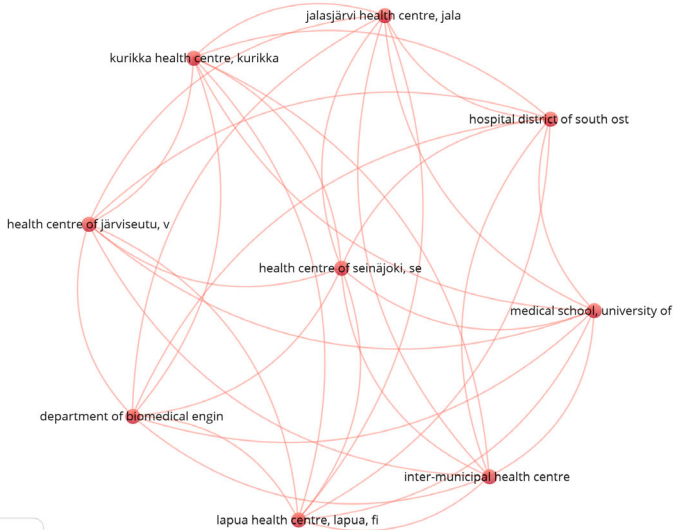 jalasjärvi health centre, jala
kurikka health centre, kurikka
hospital district of south ost
health centre of järviseutu, v
health centre of seinäjoki, se
medical school, university of
department of biomedical engin
inter-municipal health centre
lapua health centre, lapua, fi